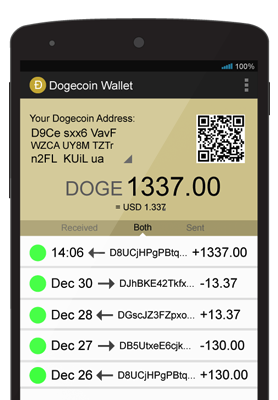 100%
Dogecoin Wallet
Your Dogecoin Address:
D9Ce sxx6 VavF
WZCA UY8M TZTr
n2FL KUiL ua
DOGE 1337.00
= USD 1.337
Received Both Sent
14:06 D8UCjHPgPBtq... +1337.00
Dec 30 DJhBKE42Tkfx... -13.37
Dec 28 DGscJZ3FZpxo... +13.37
Dec 27 DB5UtxeE6cjk... -130.00
Dec 26 D8UCjHPgPBtq... +130.00